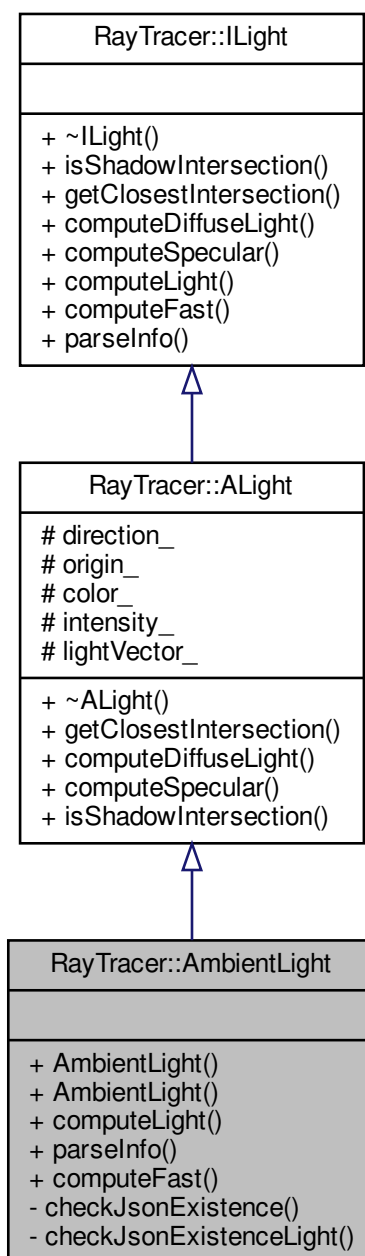 RayTracer::ILight
+ ~ILight()
+ isShadowIntersection()
+ getClosestIntersection()
+ computeDiffuseLight()
+ computeSpecular()
+ computeLight()
+ computeFast()
+ parseInfo()
RayTracer::ALight
# direction_
# origin_
# color_
# intensity_
# lightVector_
+ ~ALight()
+ getClosestIntersection()
+ computeDiffuseLight()
+ computeSpecular()
+ isShadowIntersection()
RayTracer::AmbientLight
+ AmbientLight()
+ AmbientLight()
+ computeLight()
+ parseInfo()
+ computeFast()
- checkJsonExistence()
- checkJsonExistenceLight()